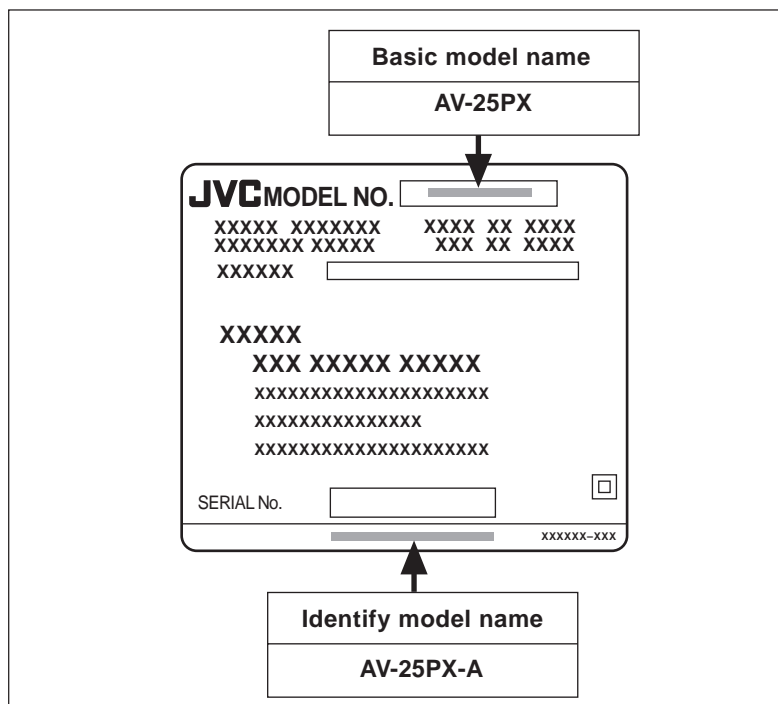 Basic model name
AV-25PX
JVC MODEL NO.
XXXXX XXXXXXX XXXX XX XXXX
XXXXXXX XXXXX XXX XX XXXX
XXXXXX
XXXXX
XXX XXXXX XXXXX
XXXXXXXXXXXXXXXXXXXXX
XXXXXXXXXXXXXXX
XXXXXXXXXXXXXXXXXXXXX
SERIAL No.
XXXXXX–XXX
Identify model name
AV-25PX-A